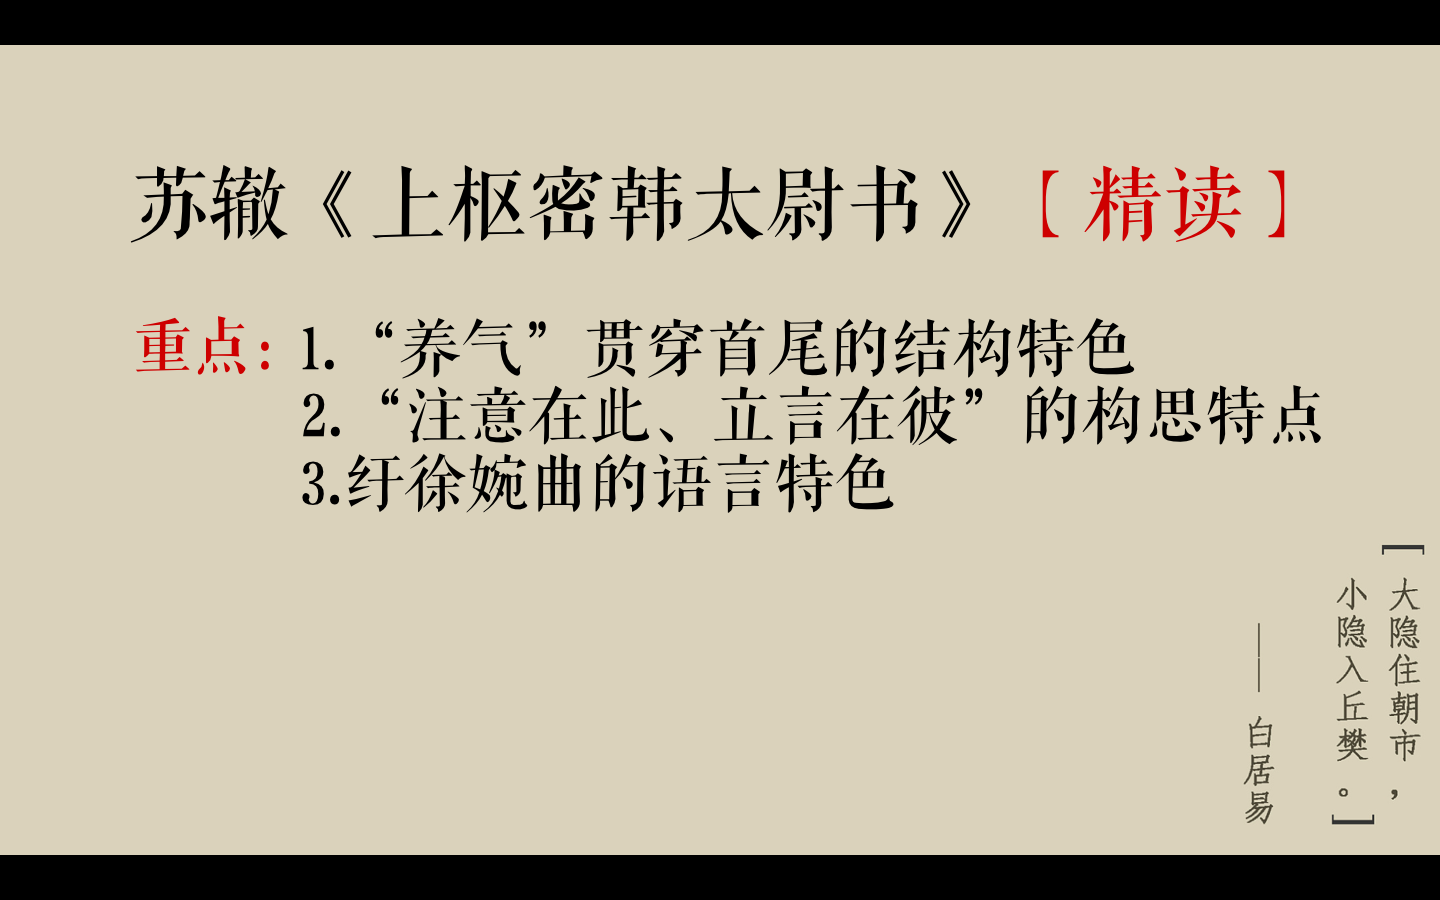 苏辙《上枢密韩太尉书》【精读】
重点：1.“养气”贯穿首尾的结构特色
2.“注意在此、立言在彼”的构思特点
3.纡徐婉曲的语言特色
[大隐住朝市，
小隐入丘樊。]
——白居易